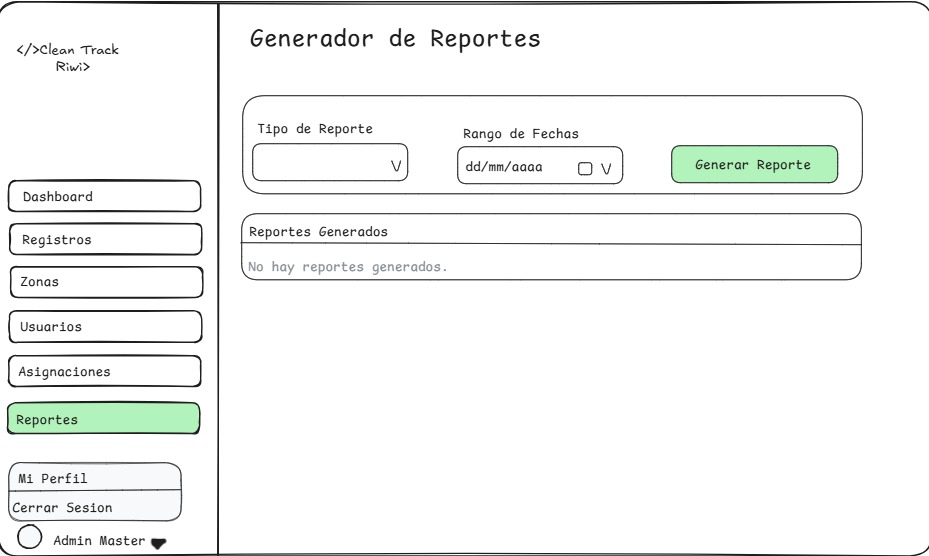 </>Clean Track
Riwi>
Dashboard
Registros
Zonas
Usuarios
Asignaciones
Reportes
Mi Perfil
Cerrar Sesion
Admin Master
Generador de Reportes
Tipo de Reporte
V
Rango de Fechas
dd/mm/aaaa
V
Generar Reporte
Reportes Generados
No hay reportes generados.